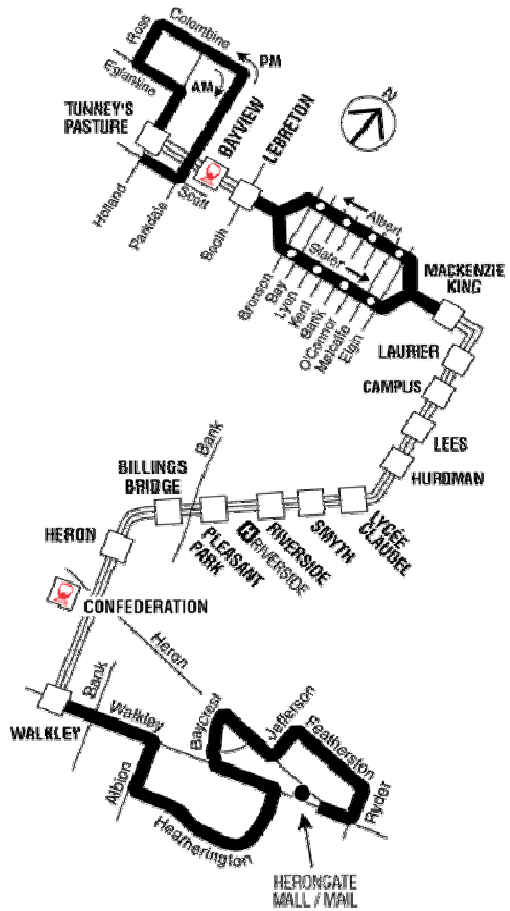 Ross
Colombine
Eglantine
PM
AM
N
TUNNEY'S
PASTURE
BAYVIEW
LEBRETON
Holland
Parkdale
Scott
Booth
Albert
Slater
Bronson
Bay
Lyon
Kent
Bank
O'Connor
Metcalfe
Elgin
MACKENZIE
KING
LAURIER
CAMPUS
LEES
HURDMAN
Bank
BILLINGS
BRIDGE
HERON
PLEASANT
PARK
H RIVERSIDE
RIVERSIDE
SMYTH
LYCÉE
CLAUDEL
CONFEDERATION
Heron
Bank
WALKLEY
Walkley
Baycrest
Jefferson
Featherston
Albion
Heatherington
Ryder
HERONGATE
MALL / MAIL